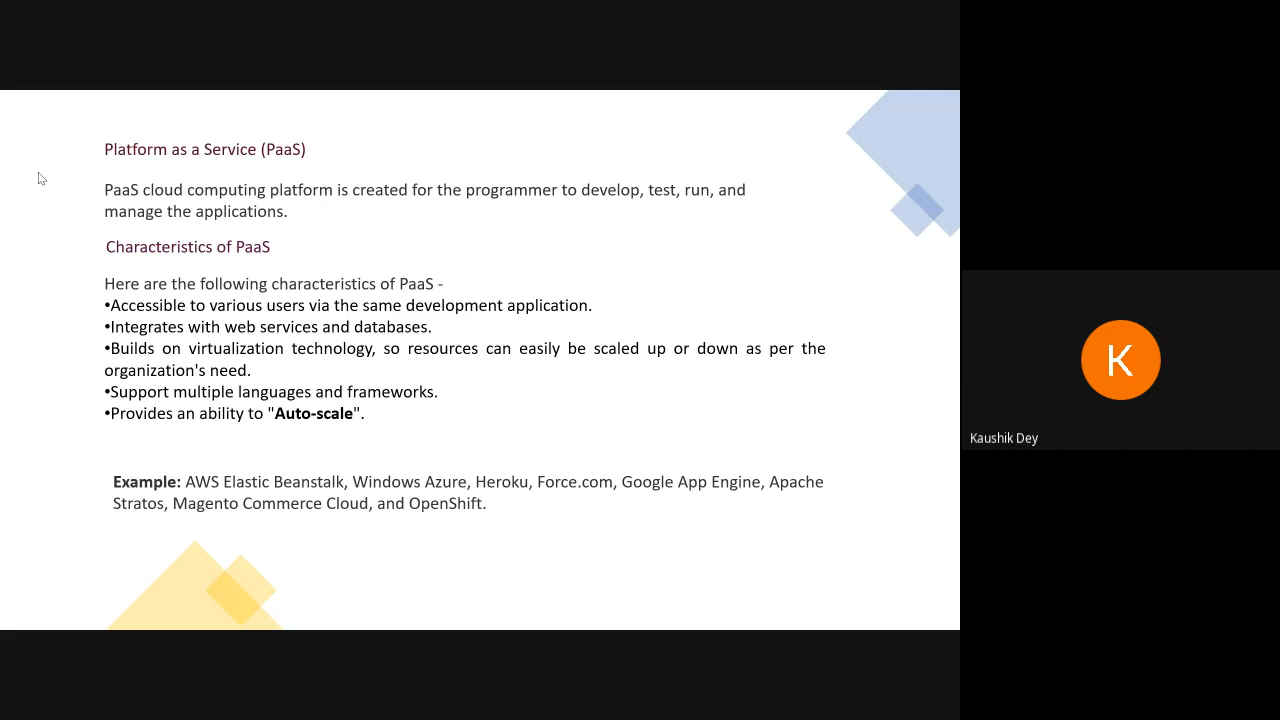 Platform as a Service (PaaS)
PaaS cloud computing platform is created for the programmer to develop, test, run, and
manage the applications.
Characteristics of PaaS
Here are the following characteristics of PaaS -
•Accessible to various users via the same development application.
•Integrates with web services and databases.
•Builds on virtualization technology, so resources can easily be scaled up or down as per the
organization's need.
•Support multiple languages and frameworks.
•Provides an ability to "Auto-scale".
Example: AWS Elastic Beanstalk, Windows Azure, Heroku, Force.com, Google App Engine, Apache
Stratos, Magento Commerce Cloud, and OpenShift.
K
Kaushik Dey